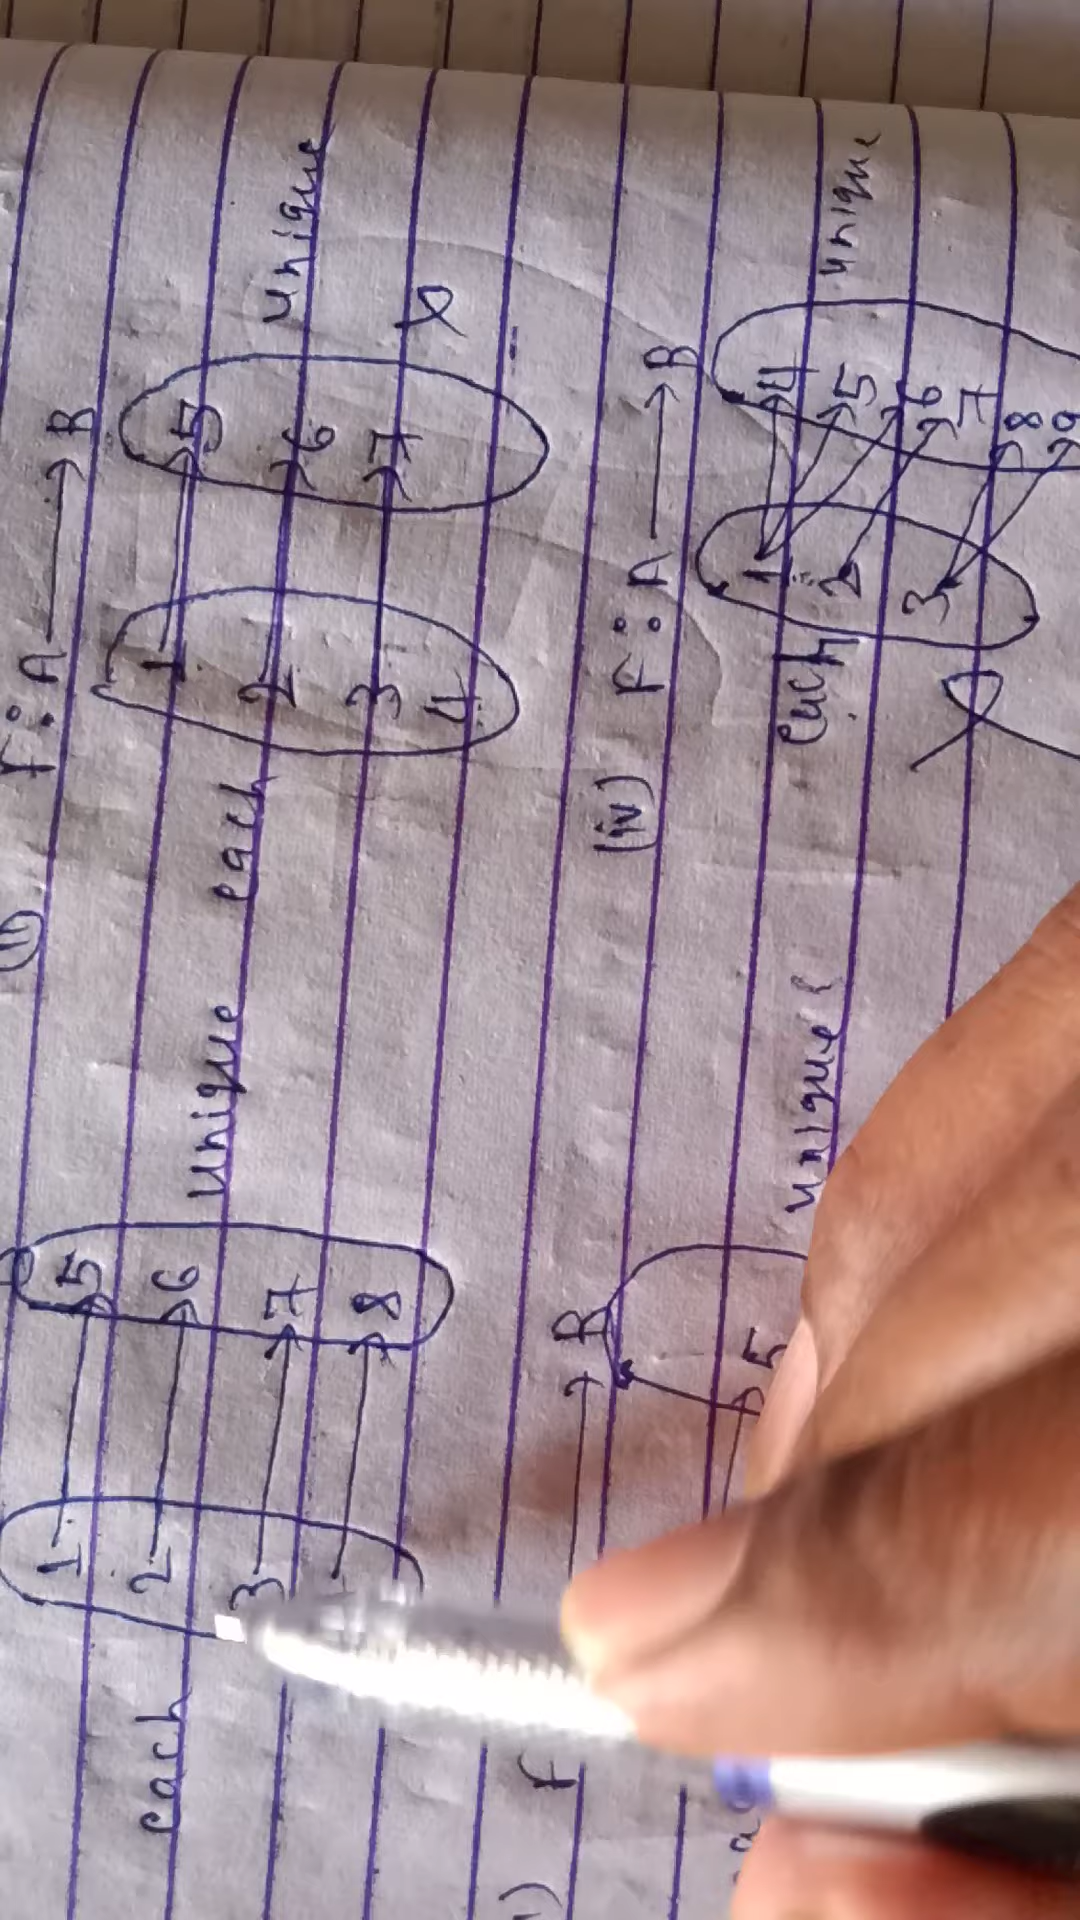 (ii) F : A → B
1 → 5
2 → 6
3 → 7
8
each
unique
F : A → B
1 → 5
2 → 6
3 → 7
4
each
unique
f → B
5
unique
(iv) F : A → B
1 4
2 5
3 6
7
8
9
each
unique